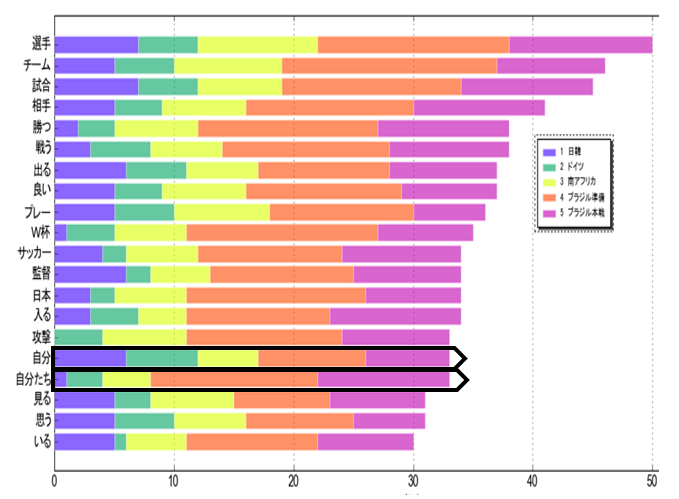 選手
チーム
試合
相手
勝つ
戦う
出る
良い
プレー
W杯
サッカー
監督
日本
入る
攻撃
自分
自分たち
見る
思う
いる
1 日韓
2 ドイツ
3 南アフリカ
4 ブラジル準備
5 ブラジル本戦
0 10 20 30 40 50